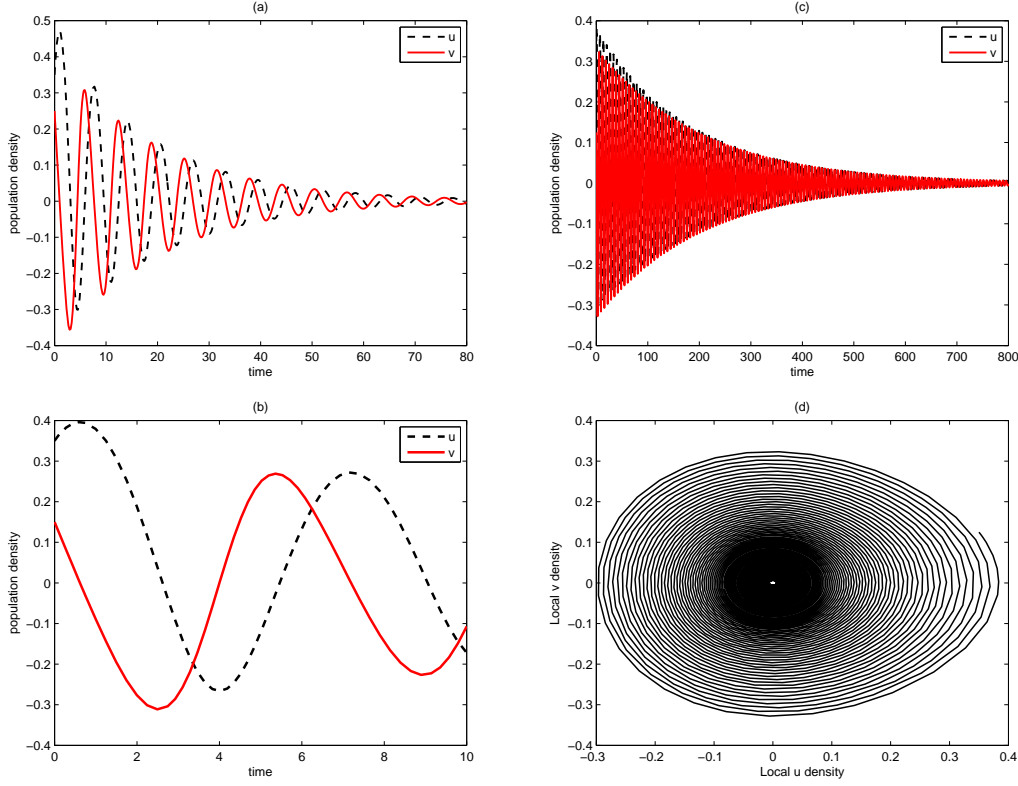 (a)
0.5
0.4
0.3
0.2
0.1
0
−0.1
−0.2
−0.3
−0.4
population density
0 10 20 30 40 50 60 70 80
time
u
v
(c)
0.4
0.3
0.2
0.1
0
−0.1
−0.2
−0.3
−0.4
population density
0 100 200 300 400 500 600 700 800
time
u
v
(b)
0.4
0.3
0.2
0.1
0
−0.1
−0.2
−0.3
−0.4
population density
0 2 4 6 8 10
time
u
v
(d)
0.4
0.3
0.2
0.1
0
−0.1
−0.2
−0.3
−0.4
Local v density
−0.3 −0.2 −0.1 0 0.1 0.2 0.3 0.4
Local u density